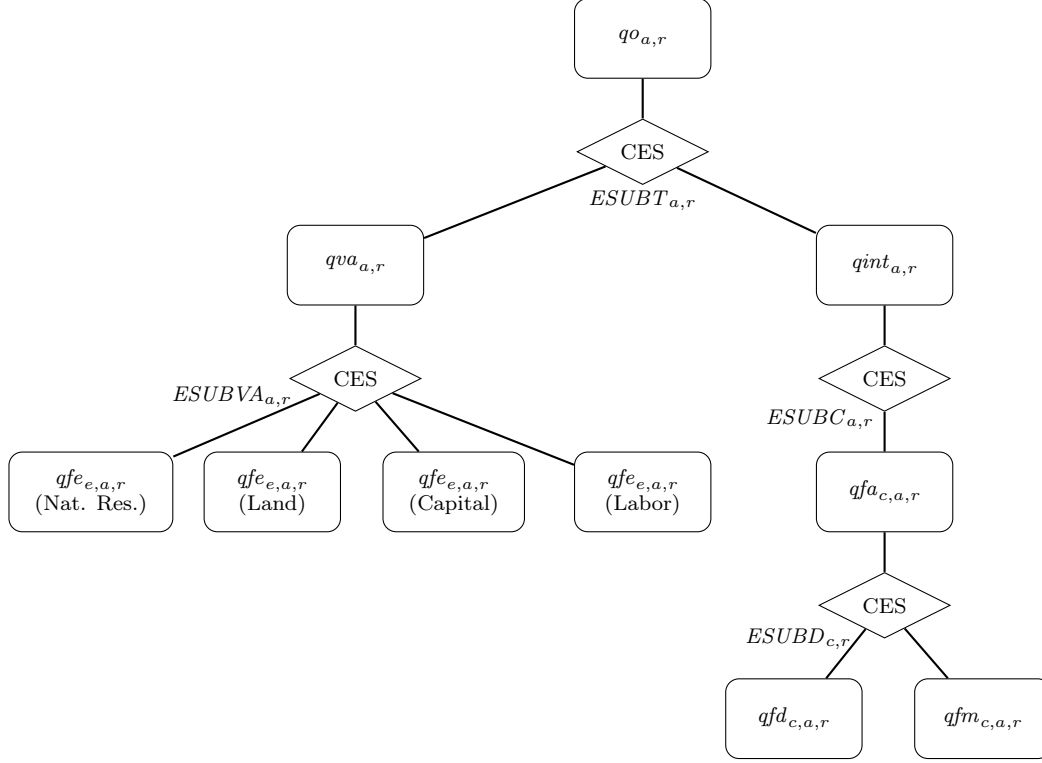 qo_{a,r}
CES
ESUBT_{a,r}
qva_{a,r}
qint_{a,r}
CES
CES
ESUBVA_{a,r}
ESUBC_{a,r}
qfe_{e,a,r}
(Nat. Res.)
qfe_{e,a,r}
(Land)
qfe_{e,a,r}
(Capital)
qfe_{e,a,r}
(Labor)
qfa_{c,a,r}
CES
ESUBD_{c,r}
qfd_{c,a,r}
qfm_{c,a,r}